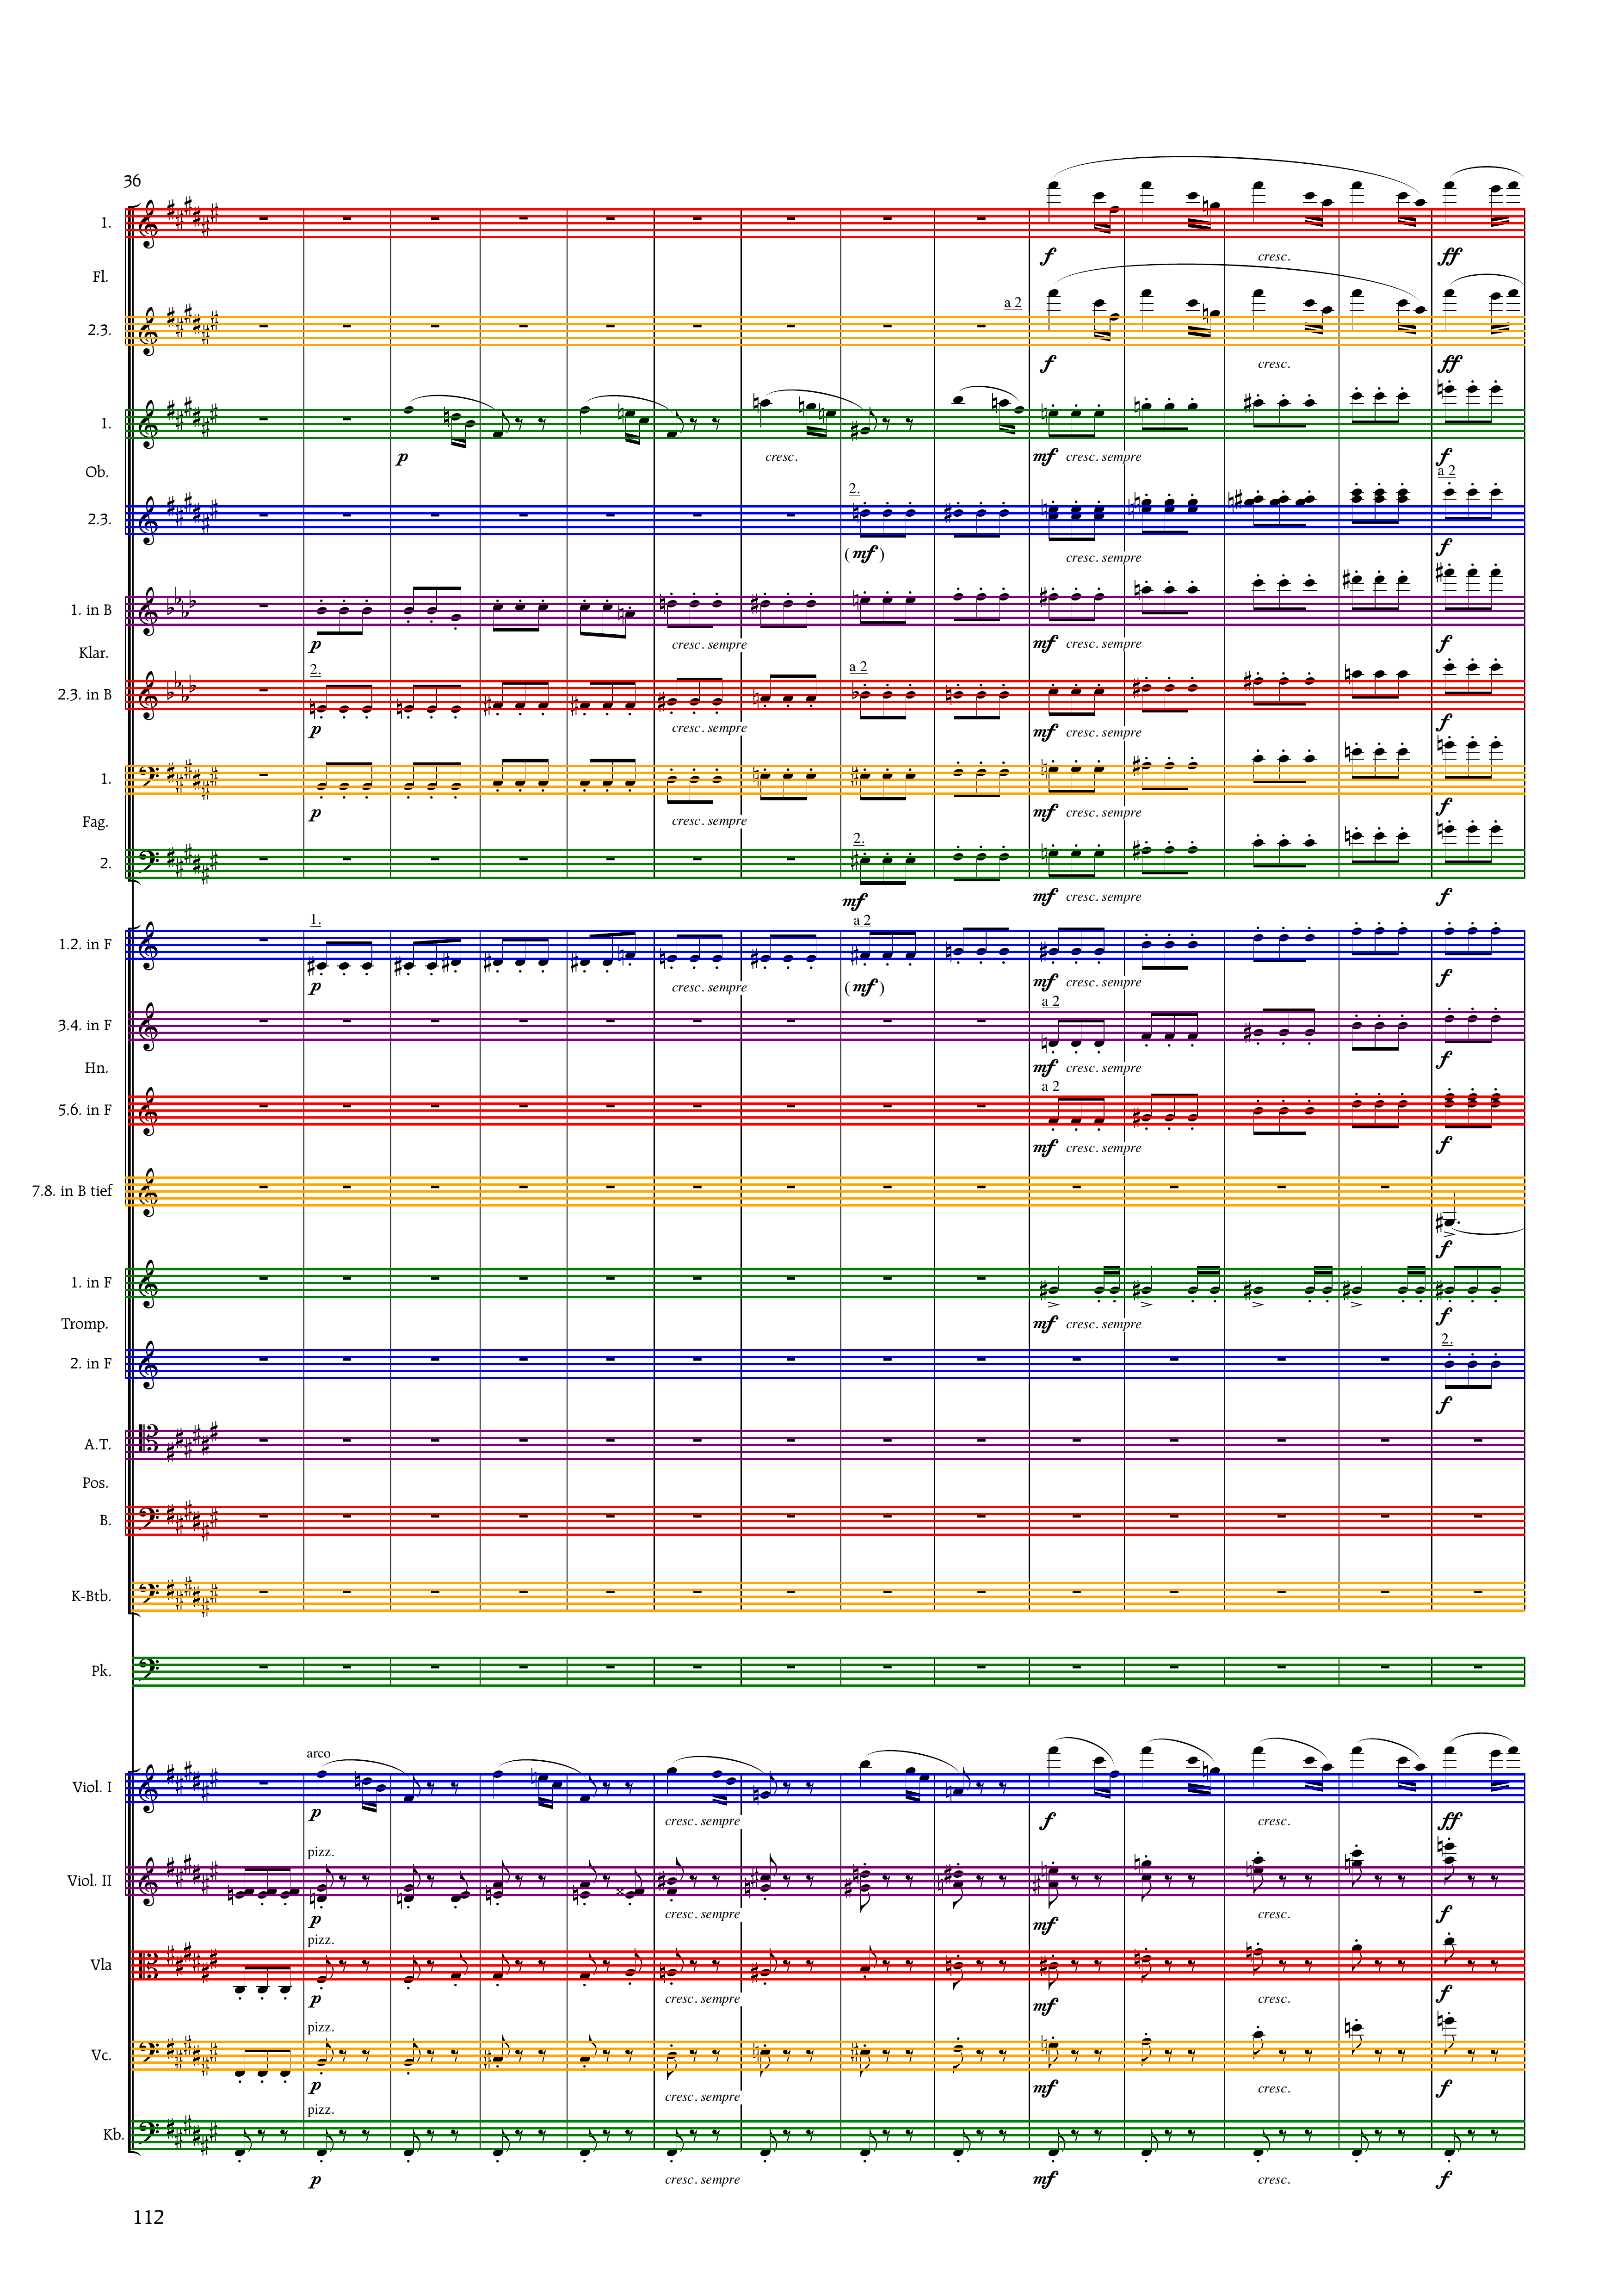 36
1.
Fl.
a 2
2.3.
f cresc. ff
f cresc. ff
1.
p cresc. mf cresc. sempre f
Ob.
a 2
2.
2.3.
(mf) cresc. sempre f
1. in B
p cresc. sempre mf cresc. sempre f
Klar.
2. a 2
2.3. in B
p cresc. sempre mf cresc. sempre f
1.
p cresc. sempre mf cresc. sempre f
Fag.
2.
2.
mf mf cresc. sempre f
1. a 2
1.2. in F
p cresc. sempre (mf) mf cresc. sempre f
a 2
3.4. in F
Hn.
mf cresc. sempre f
a 2
5.6. in F
mf cresc. sempre f
7.8. in B tief
f
1. in F
Tromp.
mf cresc. sempre f
2.
2. in F
f
A.T.
Pos.
B.
K-Btb.
Pk.
arco
Viol. I
p cresc. sempre f cresc. ff
pizz.
Viol. II
p cresc. sempre mf cresc. f
pizz.
Vla
p cresc. sempre mf cresc. f
pizz.
Vc.
p cresc. sempre mf cresc. f
pizz.
Kb.
p cresc. sempre mf cresc. f
112